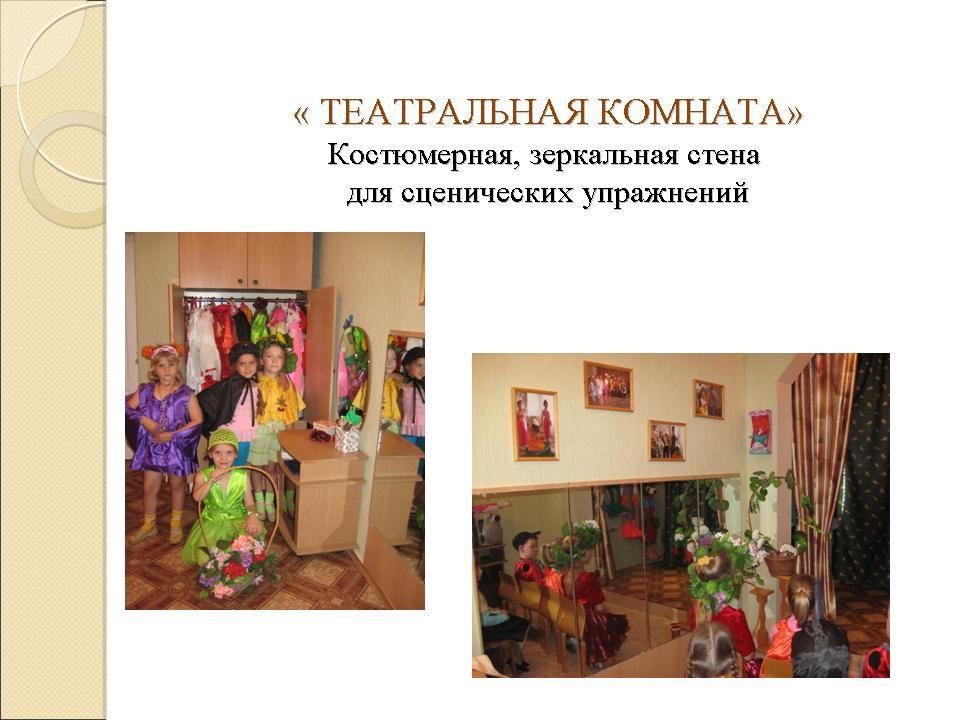 « ТЕАТРАЛЬНАЯ КОМНАТА»
Костюмерная, зеркальная стена
для сценических упражнений